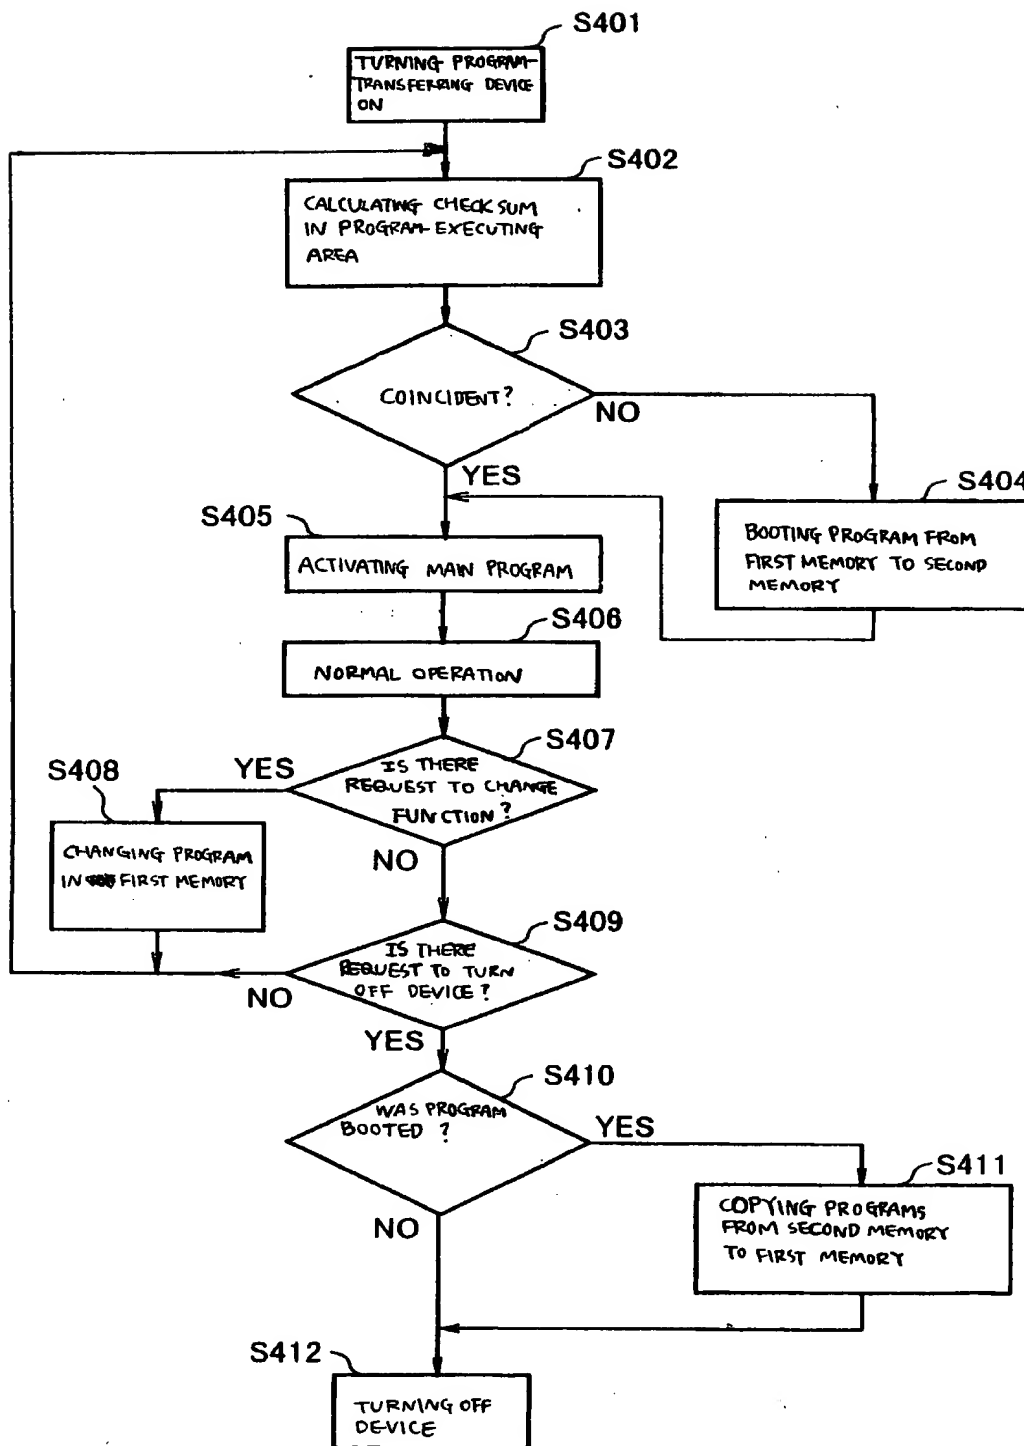 S401
TURNING PROGRAM-
TRANSFERRING DEVICE
ON
S402
CALCULATING CHECK SUM
IN PROGRAM-EXECUTING
AREA
S403
COINCIDENT?
NO
YES
S404
BOOTING PROGRAM FROM
FIRST MEMORY TO SECOND
MEMORY
S405
ACTIVATING MAIN PROGRAM
S406
NORMAL OPERATION
S407
IS THERE
REQUEST TO CHANGE
FUNCTION?
YES
NO
S408
CHANGING PROGRAM
IN FIRST MEMORY
S409
IS THERE
REQUEST TO TURN
OFF DEVICE?
NO
YES
S410
WAS PROGRAM
BOOTED?
YES
NO
S411
COPYING PROGRAMS
FROM SECOND MEMORY
TO FIRST MEMORY
S412
TURNING OFF
DEVICE